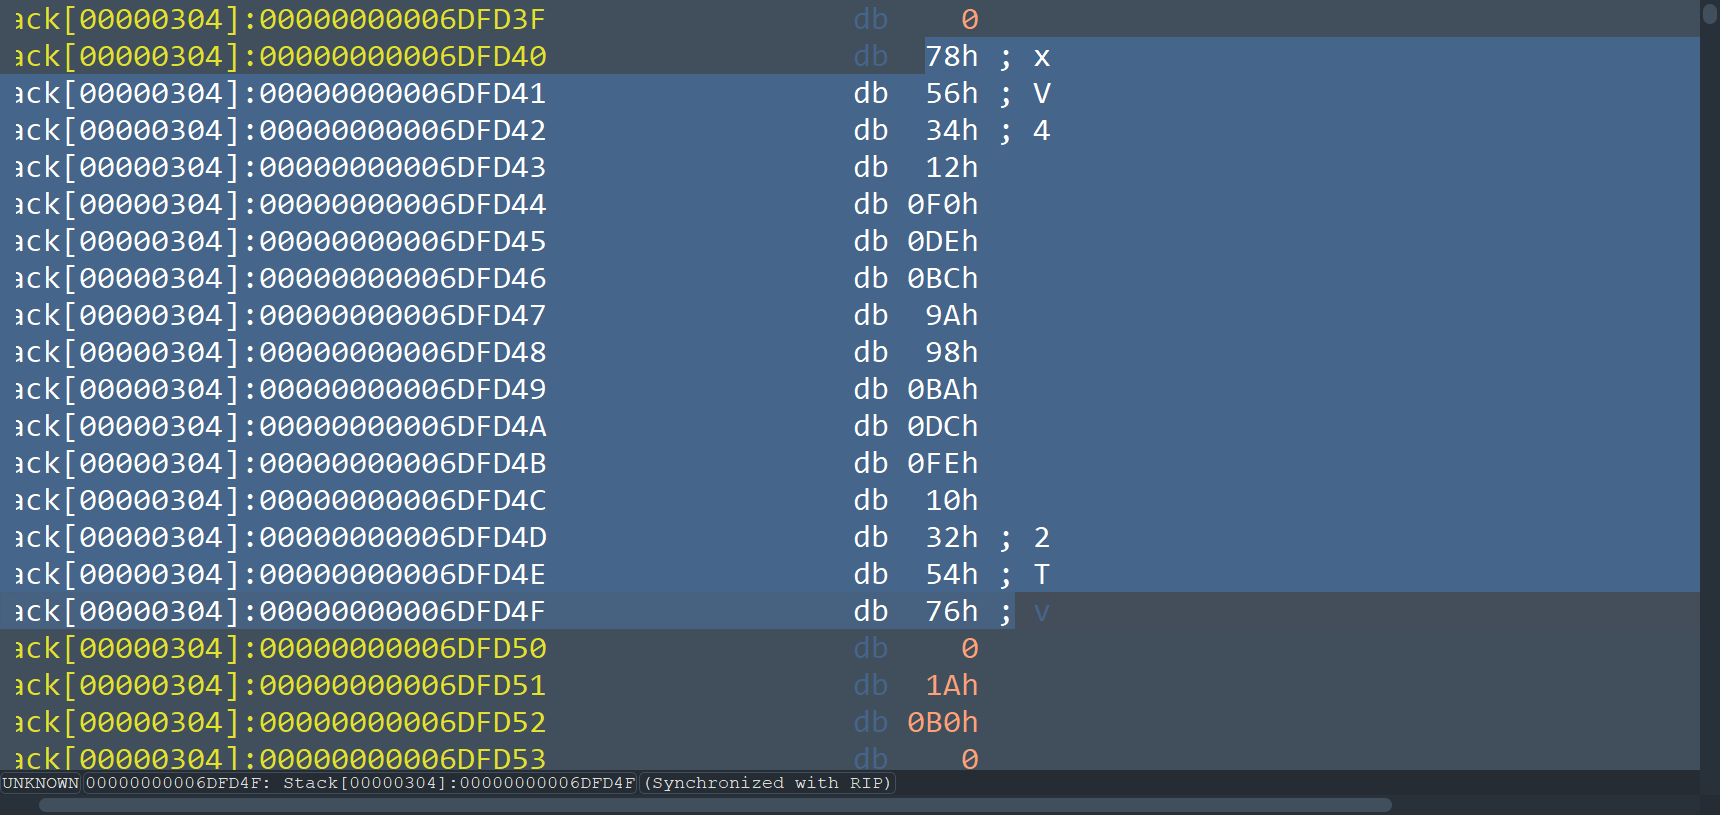 ack[00000304]:00000000006DFD3F db 0
ack[00000304]:00000000006DFD40 db 78h ; x
ack[00000304]:00000000006DFD41 db 56h ; V
ack[00000304]:00000000006DFD42 db 34h ; 4
ack[00000304]:00000000006DFD43 db 12h
ack[00000304]:00000000006DFD44 db 0F0h
ack[00000304]:00000000006DFD45 db 0DEh
ack[00000304]:00000000006DFD46 db 0BCh
ack[00000304]:00000000006DFD47 db 9Ah
ack[00000304]:00000000006DFD48 db 98h
ack[00000304]:00000000006DFD49 db 0BAh
ack[00000304]:00000000006DFD4A db 0DCh
ack[00000304]:00000000006DFD4B db 0FEh
ack[00000304]:00000000006DFD4C db 10h
ack[00000304]:00000000006DFD4D db 32h ; 2
ack[00000304]:00000000006DFD4E db 54h ; T
ack[00000304]:00000000006DFD4F db 76h ; v
ack[00000304]:00000000006DFD50 db 0
ack[00000304]:00000000006DFD51 db 1Ah
ack[00000304]:00000000006DFD52 db 0B0h
ack[00000304]:00000000006DFD53 db 0
UNKNOWN 00000000006DFD4F: Stack[00000304]:00000000006DFD4F (Synchronized with RIP)